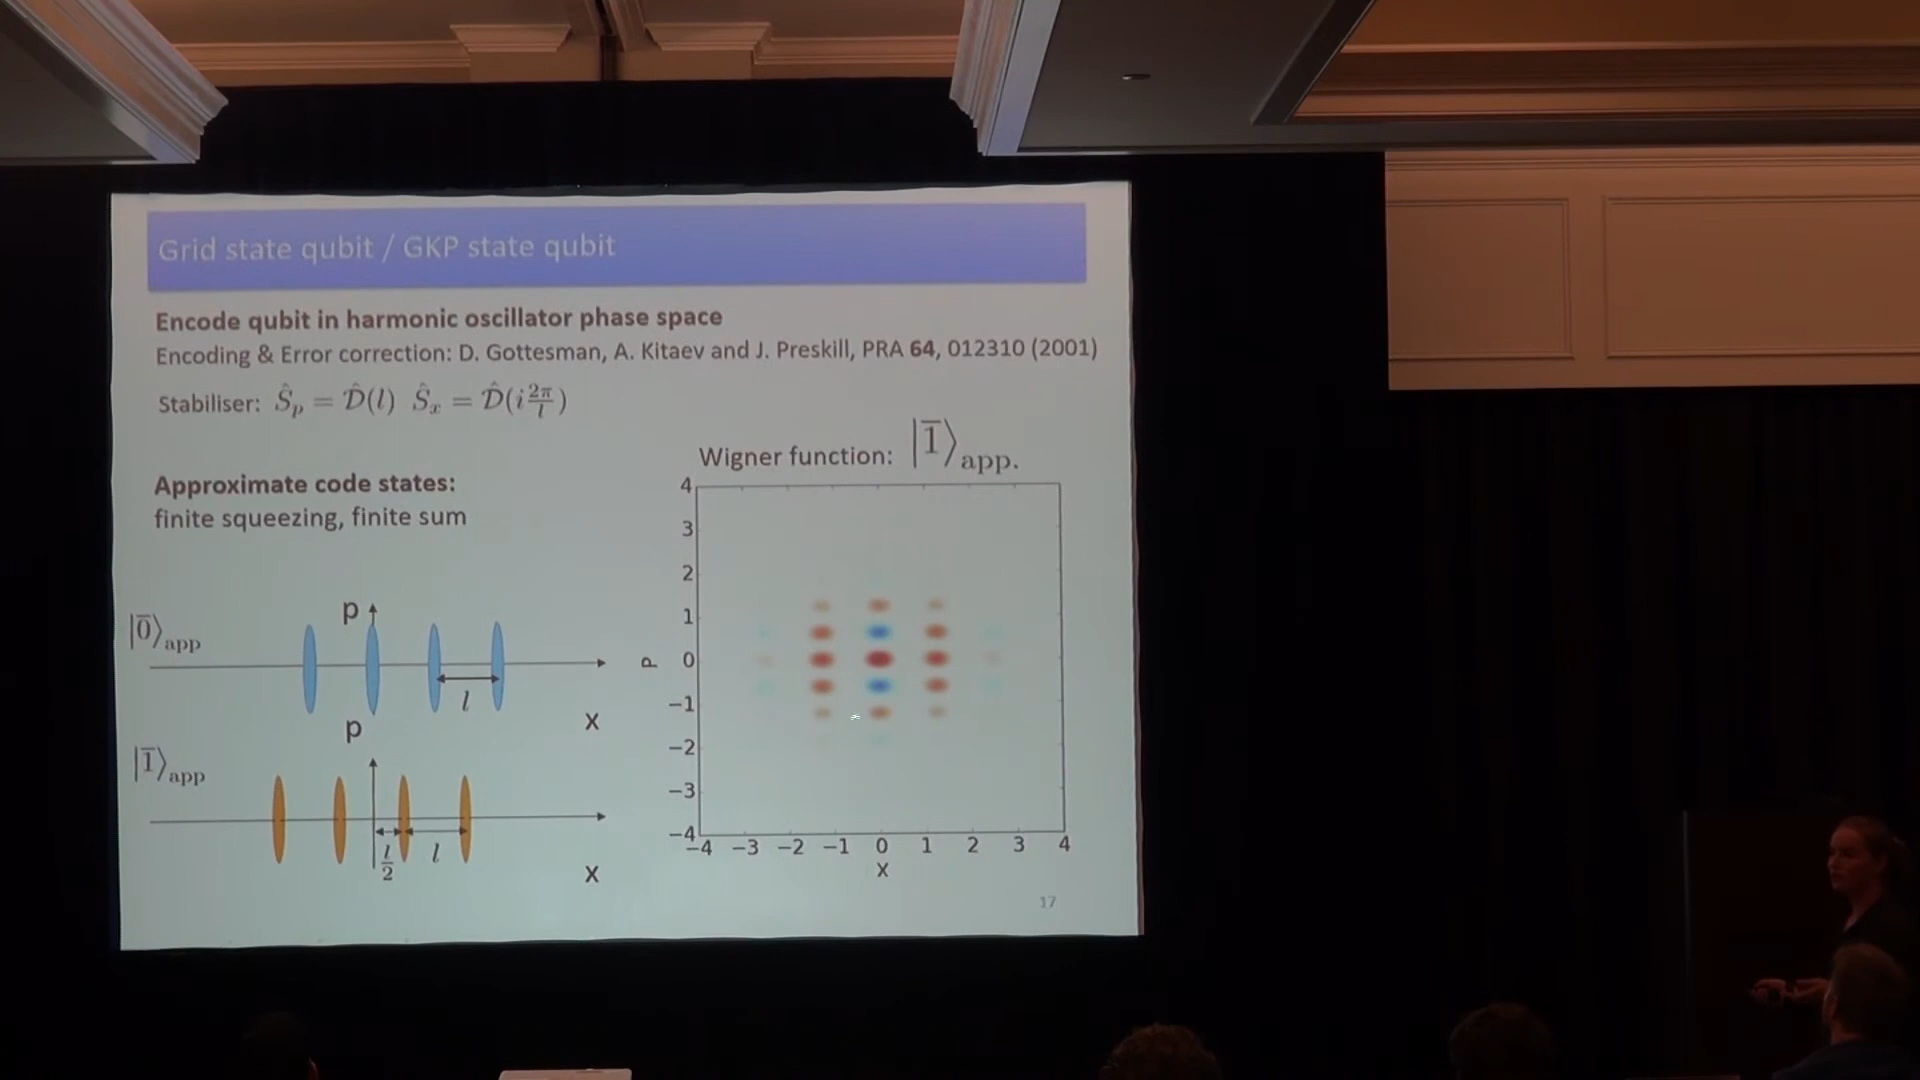 Grid state qubit / GKP state qubit
Encode qubit in harmonic oscillator phase space
Encoding & Error correction: D. Gottesman, A. Kitaev and J. Preskill, PRA 64, 012310 (2001)
Stabiliser: Ŝₚ = D̂(l) Ŝₓ = D̂(i 2π/l)
Wigner function: |1̅⟩app.
Approximate code states:
finite squeezing, finite sum
|0̅⟩app
p
l
x
|1̅⟩app
p
l/2
l
x
4
3
2
1
0
−1
−2
−3
−4
P
−4 −3 −2 −1 0 1 2 3 4
x
17